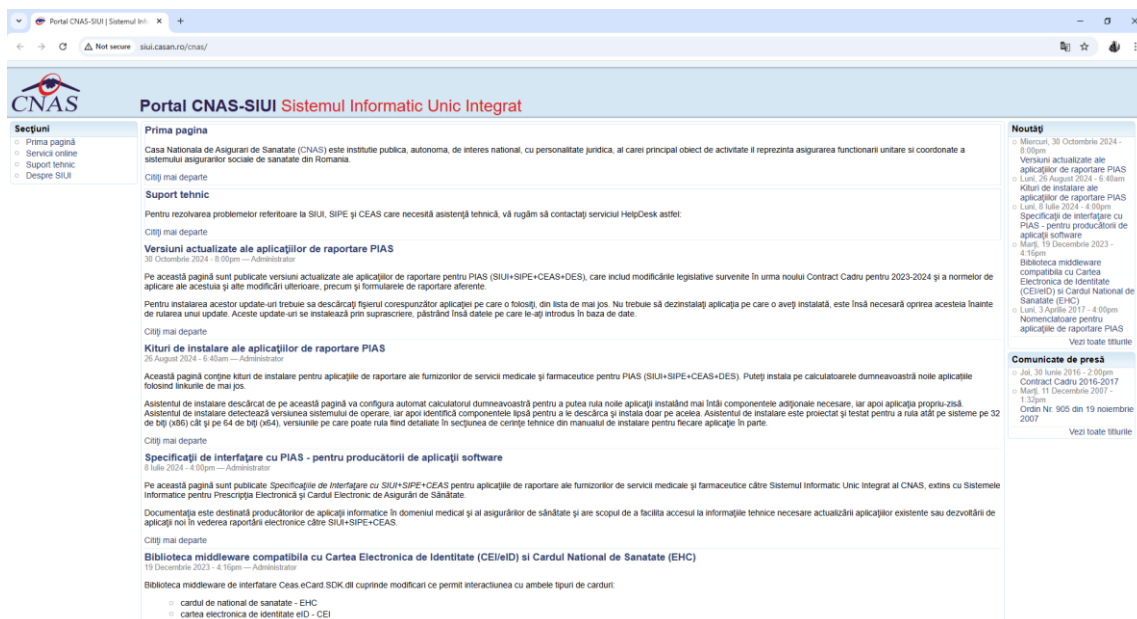 Portal CNAS-SIUI | Sistemul Inf
Not secure siui.casan.ro/cnas/
CNAS
Portal CNAS-SIUI Sistemul Informatic Unic Integrat
Secţiuni
Prima pagină
Servicii online
Suport tehnic
Despre SIUI
Prima pagina
Casa Nationala de Asigurari de Sanatate (CNAS) este institutie publica, autonoma, de interes national, cu personalitate juridica, al carei principal obiect de activitate il reprezinta asigurarea functionarii unitare si coordonate a
sistemului asigurarilor sociale de sanatate din Romania.
Citiţi mai departe
Suport tehnic
Pentru rezolvarea problemelor referitoare la SIUI, SIPE şi CEAS care necesită asistenţă tehnică, vă rugăm să contactaţi serviciul HelpDesk astfel:
Citiţi mai departe
Versiuni actualizate ale aplicaţiilor de raportare PIAS
30 Octombrie 2024 - 8:00pm — Administrator
Pe această pagină sunt publicate versiuni actualizate ale aplicaţiilor de raportare pentru PIAS (SIUI+SIPE+CEAS+DES), care includ modificările legislative survenite în urma noului Contract Cadru pentru 2023-2024 şi a normelor de
aplicare ale acestuia şi alte modificări ulterioare, precum şi formularele de raportare aferente.
Pentru instalarea acestor update-uri trebuie sa descărcaţi fişierul corespunzător aplicaţiei pe care o folosiţi, din lista de mai jos. Nu trebuie să dezinstalaţi aplicaţia pe care o aveţi instalată, este însă necesară oprirea acesteia înainte
de rularea unui update. Aceste update-uri se instalează prin suprascriere, păstrând însă datele pe care le-aţi introdus în baza de date.
Citiţi mai departe
Kituri de instalare ale aplicaţiilor de raportare PIAS
26 August 2024 - 6:40am — Administrator
Această pagină conţine kituri de instalare pentru aplicaţiile de raportare ale furnizorilor de servicii medicale şi farmaceutice pentru PIAS (SIUI+SIPE+CEAS+DES). Puteţi instala pe calculatoarele dumneavoastră noile aplicaţiile
folosind linkurile de mai jos.
Asistentul de instalare descărcat de pe această pagină va configura automat calculatorul dumneavoastră pentru a putea rula noile aplicaţii instalând mai întâi componentele adiţionale necesare, iar apoi aplicaţia propriu-zisă.
Asistentul de instalare detectează versiunea sistemului de operare, iar apoi identifică componentele lipsă pentru a le descărca şi instala doar pe acelea. Asistentul de instalare este proiectat şi testat pentru a rula atât pe sisteme pe 32
de biţi (x86) cât şi pe 64 de biţi (x64), versiunile pe care poate rula fiind detaliate în secţiunea de cerinţe tehnice din manualul de instalare pentru fiecare aplicaţie în parte.
Citiţi mai departe
Specificaţii de interfaţare cu PIAS - pentru producătorii de aplicaţii software
8 Iulie 2024 - 4:00pm — Administrator
Pe această pagină sunt publicate Specificaţiile de Interfaţare cu SIUI+SIPE+CEAS pentru aplicaţiile de raportare ale furnizorilor de servicii medicale şi farmaceutice către Sistemul Informatic Unic Integrat al CNAS, extins cu Sistemele
Informatice pentru Prescripţia Electronică şi Cardul Electronic de Asigurări de Sănătate.
Documentaţia este destinată producătorilor de aplicaţii informatice în domeniul medical şi al asigurărilor de sănătate şi are scopul de a facilita accesul la informaţiile tehnice necesare actualizării aplicaţiilor existente sau dezvoltării de
aplicaţii noi în vederea raportării electronice către SIUI+SIPE+CEAS.
Citiţi mai departe
Biblioteca middleware compatibila cu Cartea Electronica de Identitate (CEI/eID) si Cardul National de Sanatate (EHC)
19 Decembrie 2023 - 4:16pm — Administrator
Biblioteca middleware de interfatare Ceas.eCard.SDK.dll cuprinde modificari ce permit interactiunea cu ambele tipuri de carduri:
cardul de national de sanatate - EHC
cartea electronica de identitate eID - CEI
Noutăţi
Miercuri, 30 Octombrie 2024 -
8:00pm
Versiuni actualizate ale
aplicaţiilor de raportare PIAS
Luni, 26 August 2024 - 6:40am
Kituri de instalare ale
aplicaţiilor de raportare PIAS
Luni, 8 Iulie 2024 - 4:00pm
Specificaţii de interfaţare cu
PIAS - pentru producătorii de
aplicaţii software
Marţi, 19 Decembrie 2023 -
4:16pm
Biblioteca middleware
compatibila cu Cartea
Electronica de Identitate
(CEI/eID) si Cardul National de
Sanatate (EHC)
Luni, 3 Aprilie 2017 - 4:00pm
Nomenclatoare pentru
aplicaţiile de raportare PIAS
Vezi toate titlurile
Comunicate de presă
Joi, 30 Iunie 2016 - 2:00pm
Contract Cadru 2016-2017
Marţi, 11 Decembrie 2007 -
1:32pm
Ordin Nr. 905 din 19 noiembrie
2007
Vezi toate titlurile